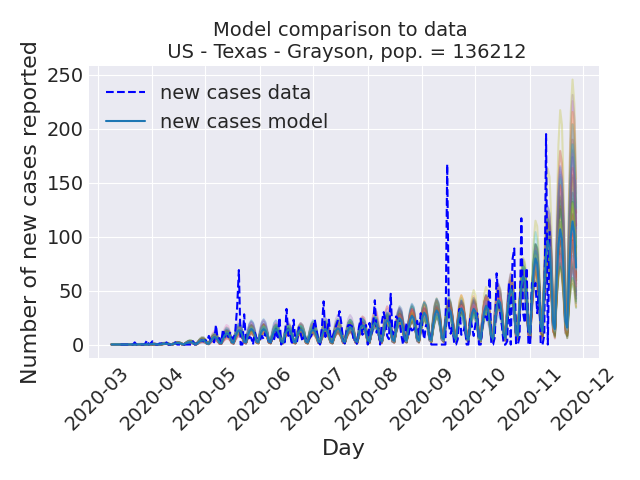 Model comparison to data
US - Texas - Grayson, pop. = 136212
Number of new cases reported
250
200
150
100
50
0
new cases data
new cases model
2020-03
2020-04
2020-05
2020-06
2020-07
2020-08
2020-09
2020-10
2020-11
2020-12
Day